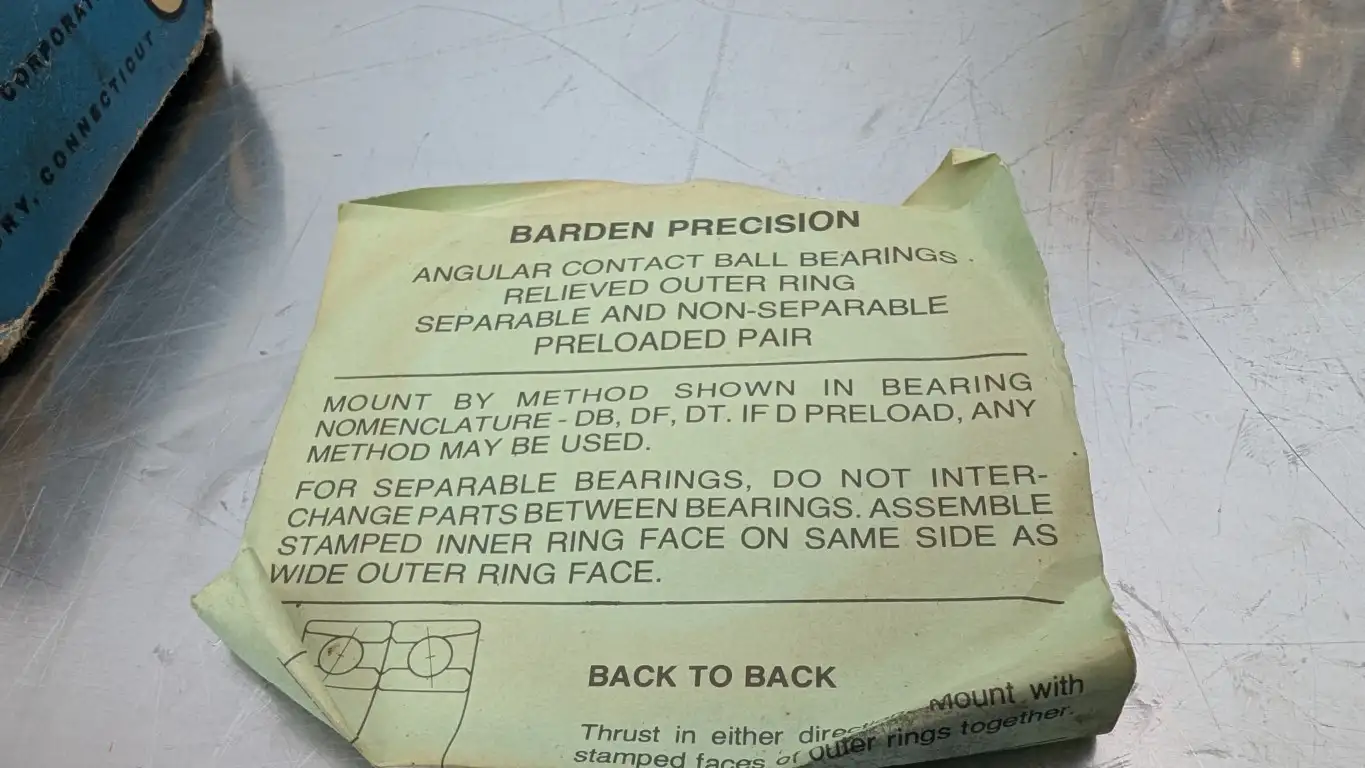 CORPORAT
RY, CONNECTICUT
BARDEN PRECISION
ANGULAR CONTACT BALL BEARINGS
RELIEVED OUTER RING
SEPARABLE AND NON-SEPARABLE
PRELOADED PAIR
MOUNT BY METHOD SHOWN IN BEARING
NOMENCLATURE - DB, DF, DT. IF D PRELOAD, ANY
METHOD MAY BE USED.
FOR SEPARABLE BEARINGS, DO NOT INTER-
CHANGE PARTS BETWEEN BEARINGS. ASSEMBLE
STAMPED INNER RING FACE ON SAME SIDE AS
WIDE OUTER RING FACE.
BACK TO BACK
Thrust in either direc Mount with
stamped faces of outer rings together.